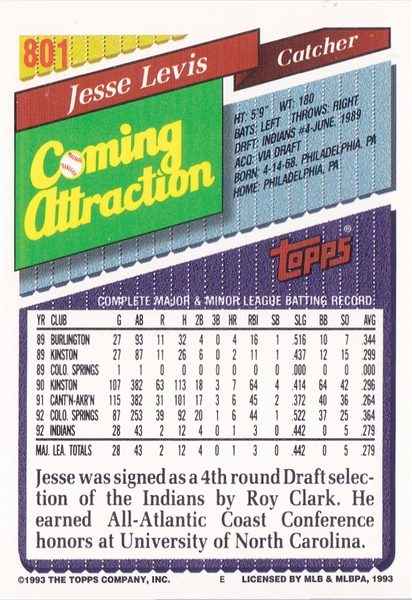 801
Jesse Levis
Catcher
HT: 5'9" WT: 180
BATS: LEFT THROWS: RIGHT
DRFT: INDIANS #4-JUNE, 1989
ACQ: VIA DRAFT
BORN: 4-14-68, PHILADELPHIA, PA
HOME: PHILADELPHIA, PA
Coming
Attraction
Topps®
COMPLETE MAJOR & MINOR LEAGUE BATTING RECORD
YR CLUB G AB R H 2B 3B HR RBI SB SLG BB SO AVG
89 BURLINGTON 27 93 11 32 4 0 4 16 1 .516 10 7 .344
89 KINSTON 27 87 11 26 6 0 2 11 1 .437 12 15 .299
89 COLO. SPRINGS 1 1 0 0 0 0 0 0 0 .000 0 0 .000
90 KINSTON 107 382 63 113 18 3 7 64 4 .414 64 42 .296
91 CANT'N-AKR'N 115 382 31 101 17 3 6 45 2 .372 40 36 .264
92 COLO. SPRINGS 87 253 39 92 20 1 6 44 1 .522 37 25 .364
92 INDIANS 28 43 2 12 4 0 1 3 0 .442 0 5 .279
MAJ. LEA. TOTALS 28 43 2 12 4 0 1 3 0 .442 0 5 .279
Jesse was signed as a 4th round Draft selec-
tion of the Indians by Roy Clark. He
earned All-Atlantic Coast Conference
honors at University of North Carolina.
©1993 THE TOPPS COMPANY, INC. E LICENSED BY MLB & MLBPA, 1993